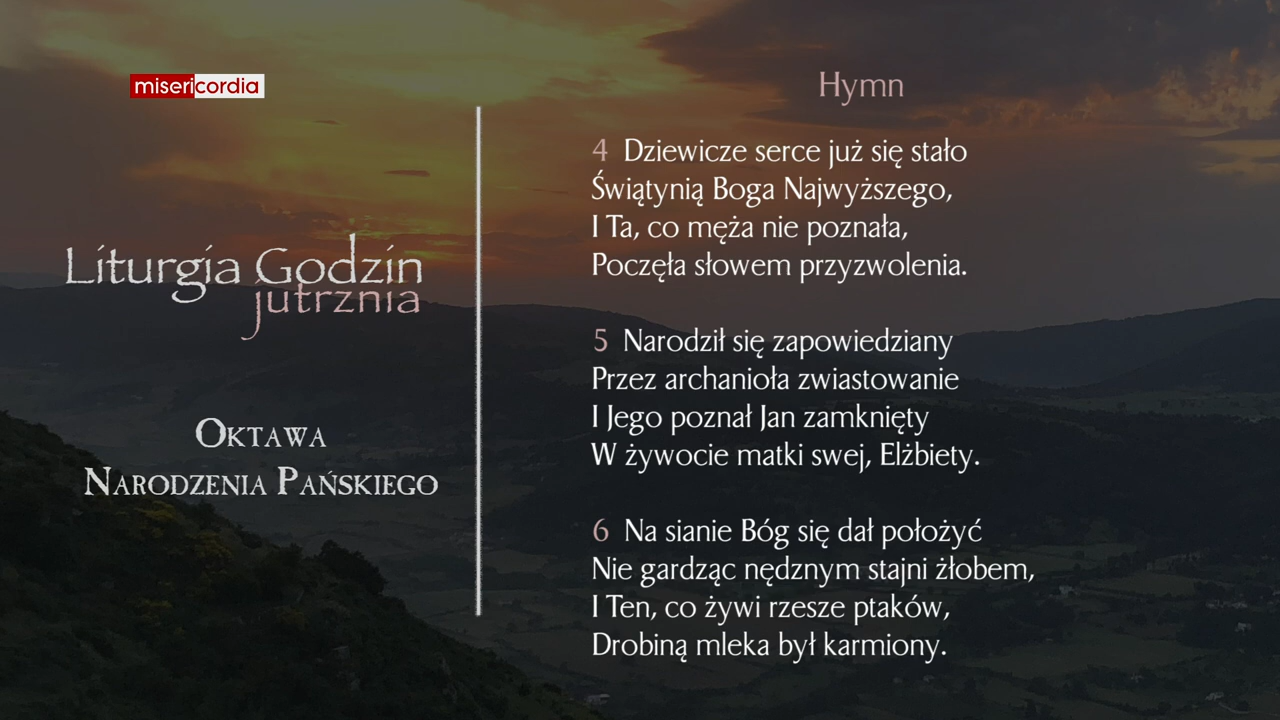 misericordia
Liturgia Godzin
jutrznia
Oktawa
Narodzenia Pańskiego
Hymn
4 Dziewicze serce już się stało
Świątynią Boga Najwyższego,
I Ta, co męża nie poznała,
Poczęła słowem przyzwolenia.
5 Narodził się zapowiedziany
Przez archanioła zwiastowanie
I Jego poznał Jan zamknięty
W żywocie matki swej, Elżbiety.
6 Na sianie Bóg się dał położyć
Nie gardząc nędznym stajni żłobem,
I Ten, co żywi rzesze ptaków,
Drobiną mleka był karmiony.